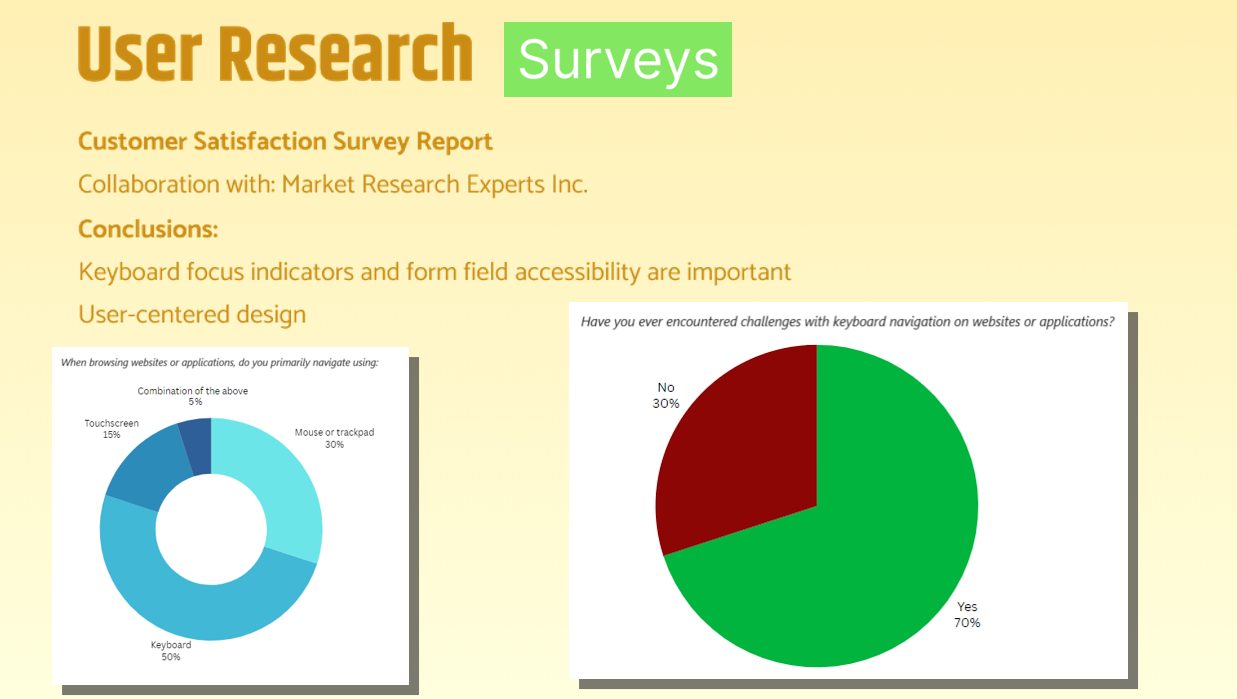 User Research
Surveys
Customer Satisfaction Survey Report
Collaboration with: Market Research Experts Inc.
Conclusions:
Keyboard focus indicators and form field accessibility are important
User-centered design
When browsing websites or applications, do you primarily navigate using:
Combination of the above
5%
Touchscreen
15%
Mouse or trackpad
30%
Keyboard
50%
Have you ever encountered challenges with keyboard navigation on websites or applications?
No
30%
Yes
70%